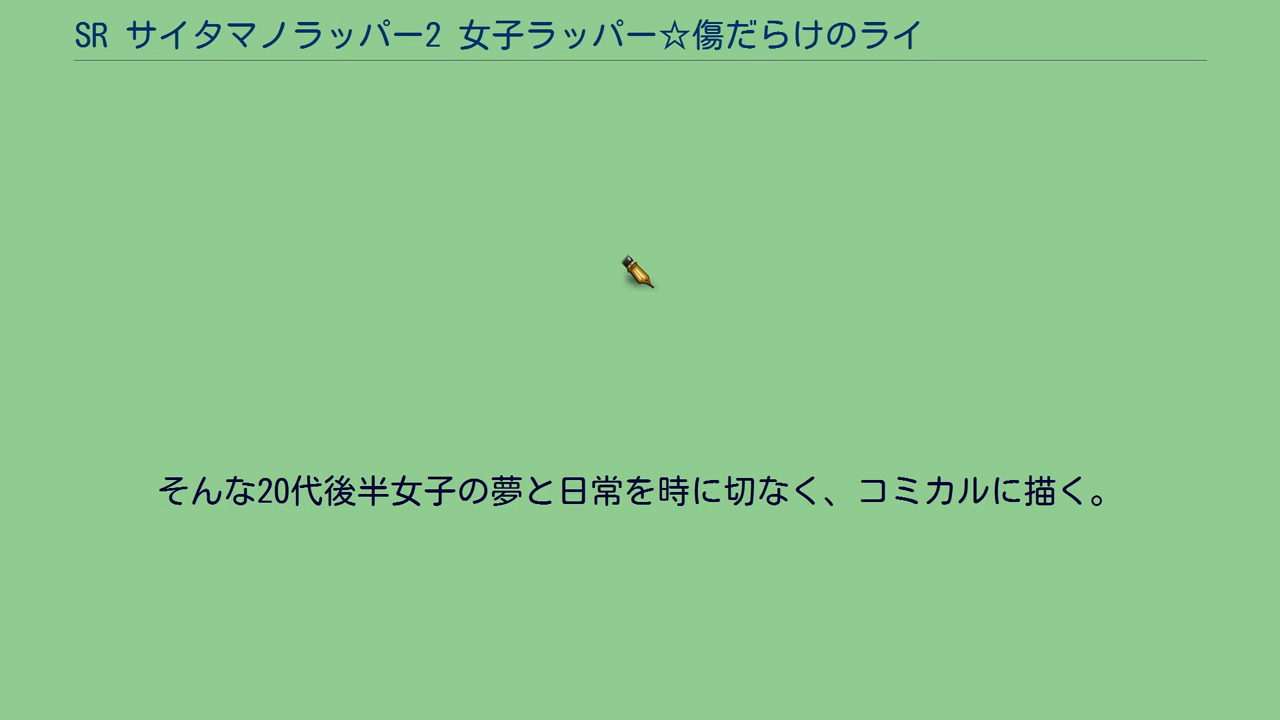 SR サイタマノラッパー2 女子ラッパー☆傷だらけのライ
そんな20代後半女子の夢と日常を時に切なく、コミカルに描く。